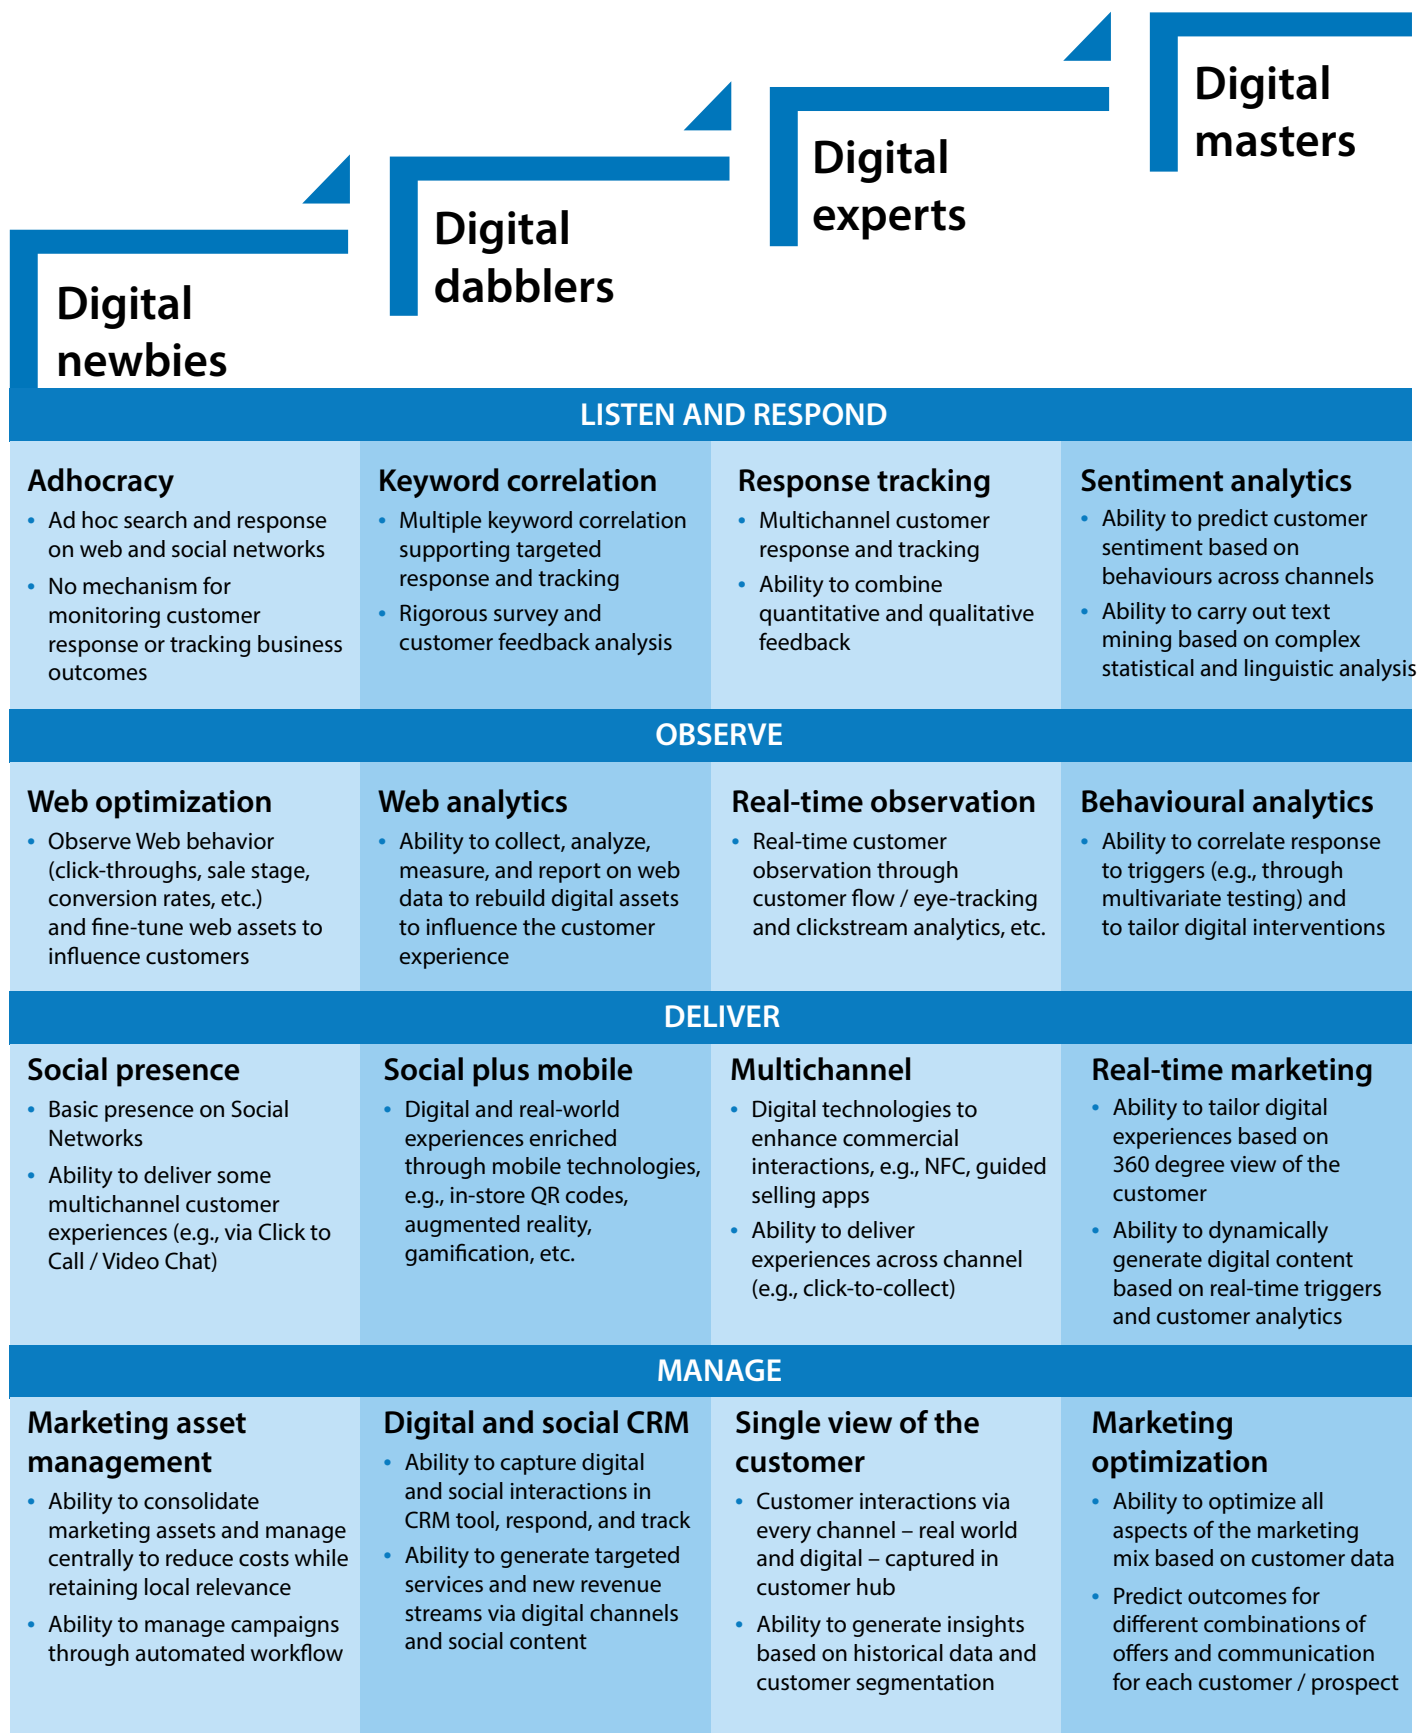 Digital
masters
Digital
experts
Digital
dabblers
Digital
newbies
LISTEN AND RESPOND
Adhocracy
• Ad hoc search and response
on web and social networks
• No mechanism for
monitoring customer
response or tracking business
outcomes
Keyword correlation
• Multiple keyword correlation
supporting targeted
response and tracking
• Rigorous survey and
customer feedback analysis
Response tracking
• Multichannel customer
response and tracking
• Ability to combine
quantitative and qualitative
feedback
Sentiment analytics
• Ability to predict customer
sentiment based on
behaviours across channels
• Ability to carry out text
mining based on complex
statistical and linguistic analysis
OBSERVE
Web optimization
• Observe Web behavior
(click-throughs, sale stage,
conversion rates, etc.)
and fine-tune web assets to
influence customers
Web analytics
• Ability to collect, analyze,
measure, and report on web
data to rebuild digital assets
to influence the customer
experience
Real-time observation
• Real-time customer
observation through
customer flow / eye-tracking
and clickstream analytics, etc.
Behavioural analytics
• Ability to correlate response
to triggers (e.g., through
multivariate testing) and
to tailor digital interventions
DELIVER
Social presence
• Basic presence on Social
Networks
• Ability to deliver some
multichannel customer
experiences (e.g., via Click to
Call / Video Chat)
Social plus mobile
• Digital and real-world
experiences enriched
through mobile technologies,
e.g., in-store QR codes,
augmented reality,
gamification, etc.
Multichannel
• Digital technologies to
enhance commercial
interactions, e.g., NFC, guided
selling apps
• Ability to deliver
experiences across channel
(e.g., click-to-collect)
Real-time marketing
• Ability to tailor digital
experiences based on
360 degree view of the
customer
• Ability to dynamically
generate digital content
based on real-time triggers
and customer analytics
MANAGE
Marketing asset
management
• Ability to consolidate
marketing assets and manage
centrally to reduce costs while
retaining local relevance
• Ability to manage campaigns
through automated workflow
Digital and social CRM
• Ability to capture digital
and social interactions in
CRM tool, respond, and track
• Ability to generate targeted
services and new revenue
streams via digital channels
and social content
Single view of the
customer
• Customer interactions via
every channel – real world
and digital – captured in
customer hub
• Ability to generate insights
based on historical data and
customer segmentation
Marketing
optimization
• Ability to optimize all
aspects of the marketing
mix based on customer data
• Predict outcomes for
different combinations of
offers and communication
for each customer / prospect